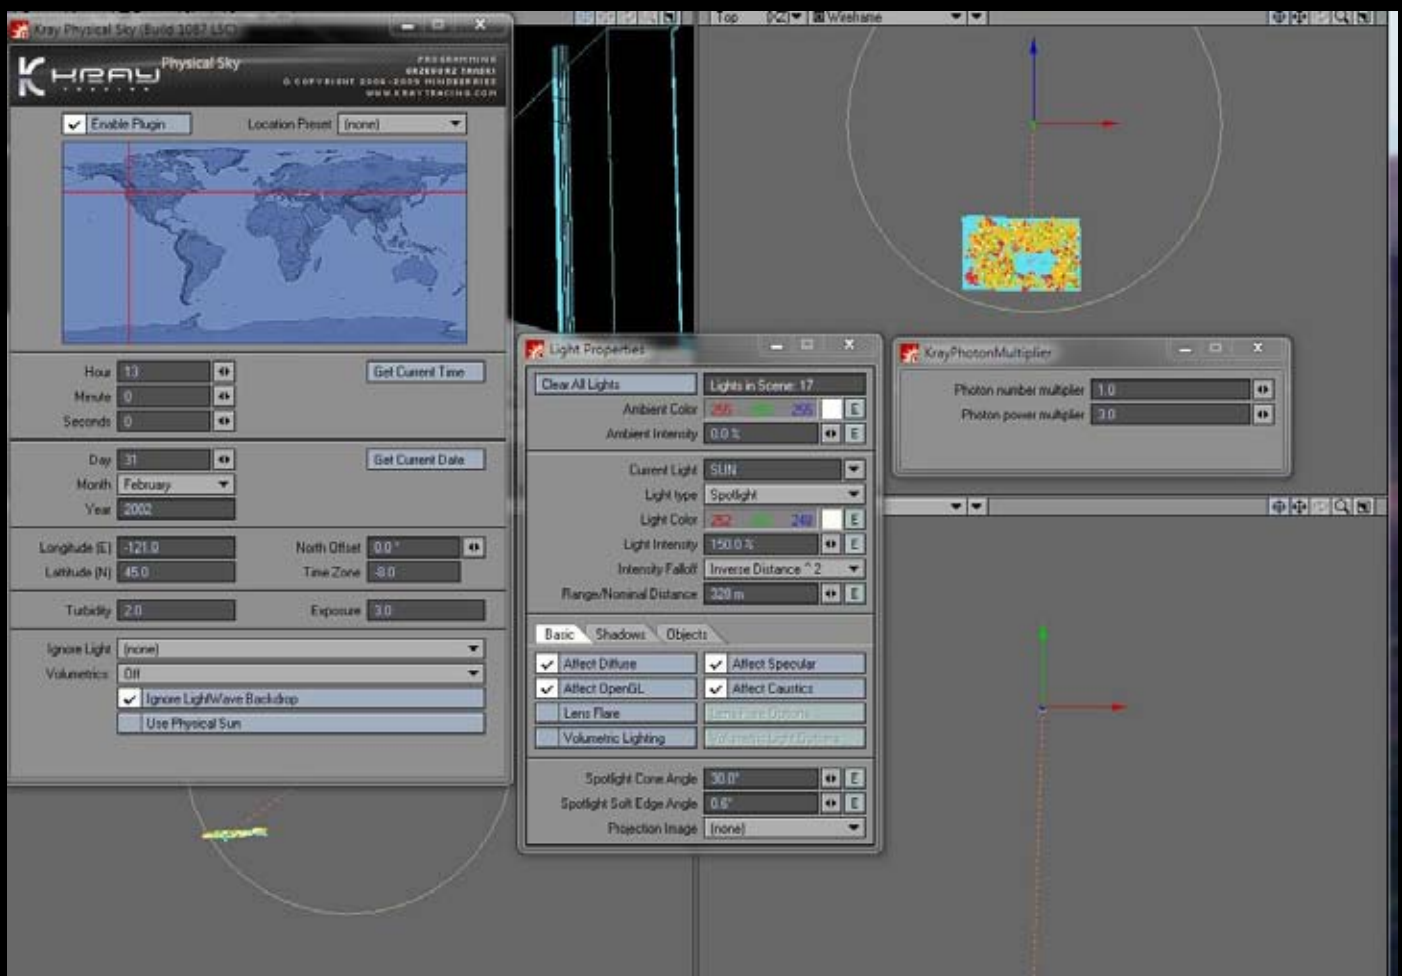 Kray Physical Sky (Build 1087 LSC)
KRAY
TRACING
Physical Sky
PROGRAMMING
GRZEGORZ TANSKI
© COPYRIGHT 2006-2009 MINDBERRIES
WWW.KRAYTRACING.COM
Enable Plugin
Location Preset (none)
Hour 13
Get Current Time
Minute 0
Seconds 0
Day 31
Get Current Date
Month February
Year 2002
Longitude (E) -121.0
North Offset 0.0°
Lattitude (N) 45.0
Time Zone -8.0
Turbidity 2.0
Exposure 3.0
Ignore Light (none)
Volumetrics Off
Ignore LightWave Backdrop
Use Physical Sun
Top (XZ) Wireframe
Light Properties
Clear All Lights
Lights in Scene: 17
Ambient Color 255 255
Ambient Intensity 0.0 %
Current Light SUN
Light type Spotlight
Light Color 252 248
Light Intensity 150.0 %
Intensity Falloff Inverse Distance ^ 2
Range/Nominal Distance 328 m
Basic Shadows Objects
Affect Diffuse
Affect Specular
Affect OpenGL
Affect Caustics
Lens Flare
Lens Flare Options
Volumetric Lighting
Volumetric Light Options
Spotlight Cone Angle 30.0°
Spotlight Soft Edge Angle 0.6°
Projection Image (none)
KrayPhotonMultiplier
Photon number multiplier 1.0
Photon power multiplier 3.0